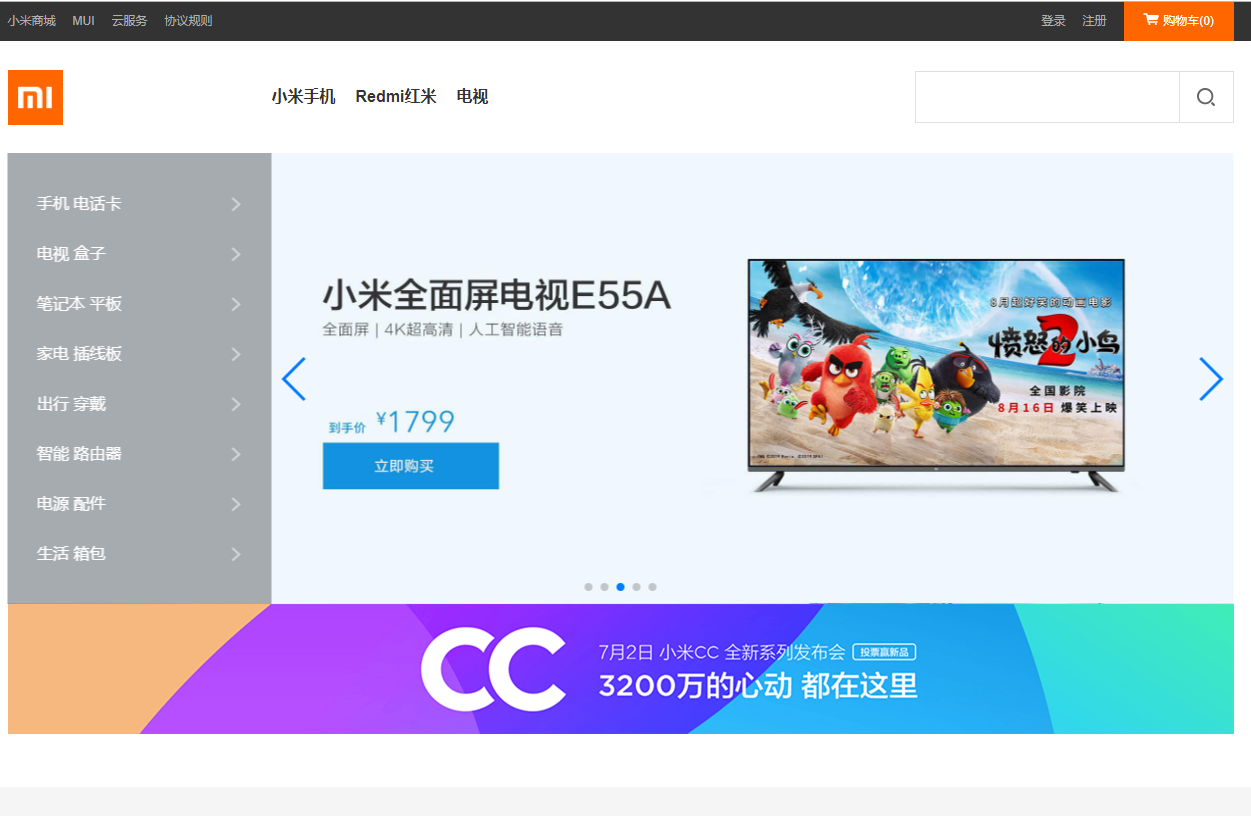 小米商城 MUI 云服务 协议规则 登录 注册 购物车(0)
mi 小米手机 Redmi红米 电视
手机 电话卡
电视 盒子
笔记本 平板
家电 插线板
出行 穿戴
智能 路由器
电源 配件
生活 箱包
小米全面屏电视E55A
全面屏 | 4K超高清 | 人工智能语音
到手价 ¥1799
立即购买
8月超好笑的动画电影
愤怒的小鸟2
全国影院
8月16日 爆笑上映
CC
7月2日 小米CC 全新系列发布会 投票赢新品
3200万的心动 都在这里